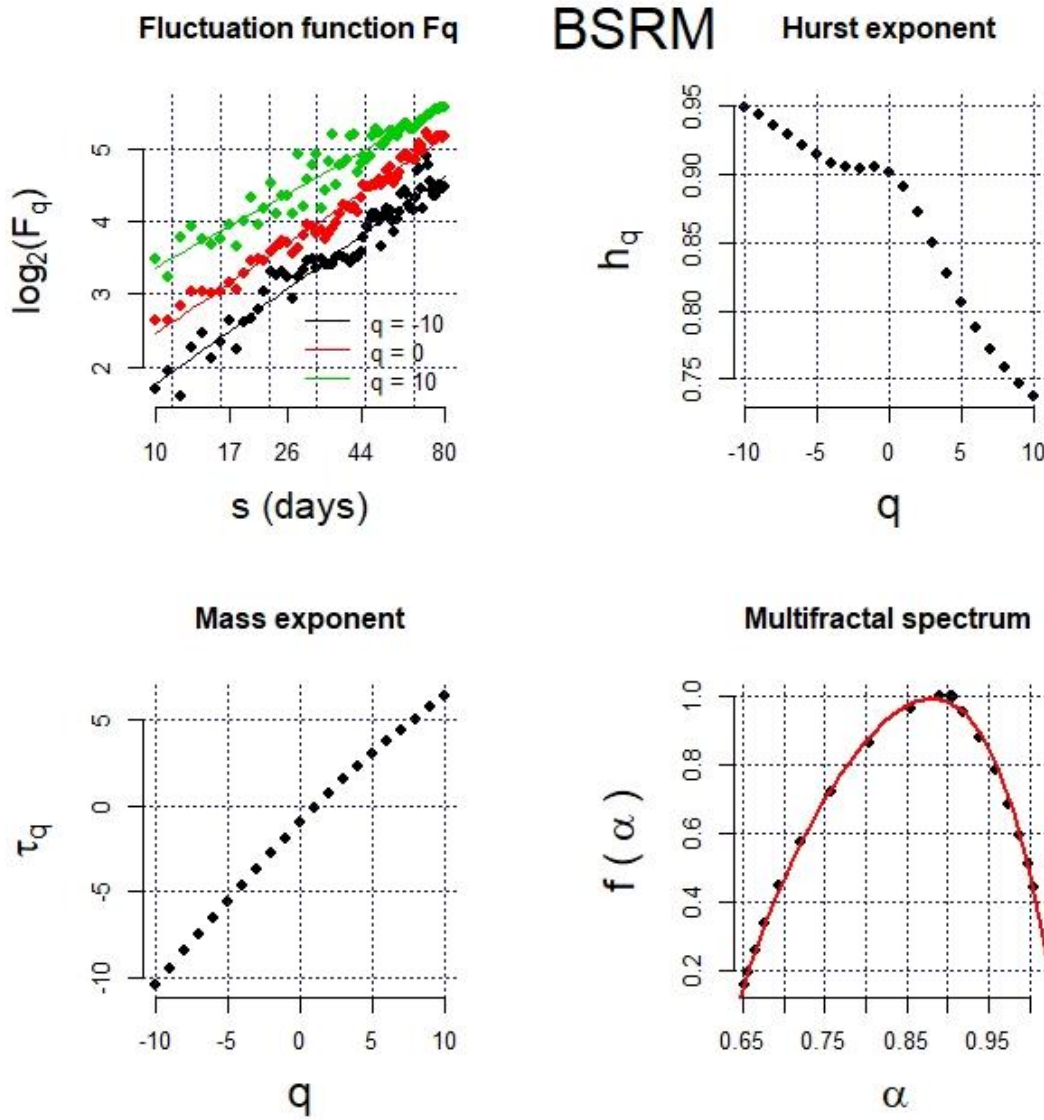 BSRM
Fluctuation function Fq
log₂(F_q)
5
4
3
2
q = -10
q = 0
q = 10
10 17 26 44 80
s (days)
Hurst exponent
h_q
0.95
0.90
0.85
0.80
0.75
-10 -5 0 5 10
q
Mass exponent
τ_q
5
0
-5
-10
-10 -5 0 5 10
q
Multifractal spectrum
f ( α )
1.0
0.8
0.6
0.4
0.2
0.65 0.75 0.85 0.95
α